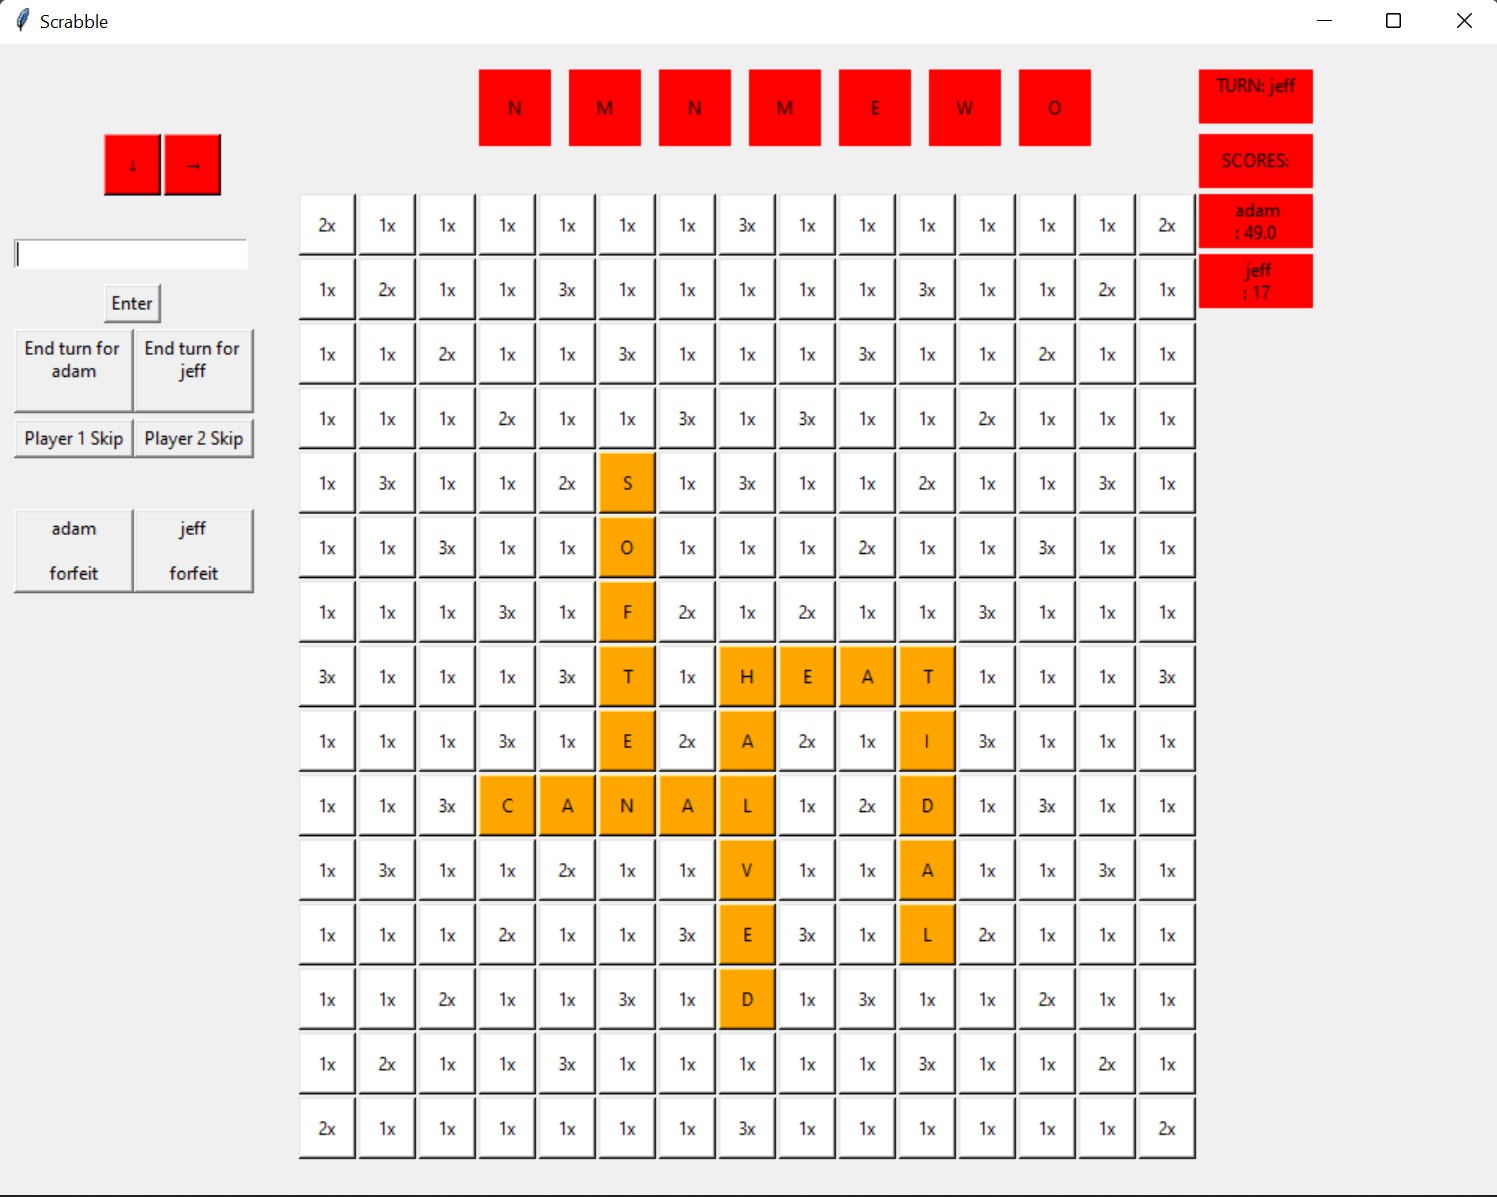 Scrabble
N M N M E W O
TURN: jeff
↓ →
SCORES:
2x 1x 1x 1x 1x 1x 1x 3x 1x 1x 1x 1x 1x 1x 2x
adam
: 49.0
Enter
1x 2x 1x 1x 3x 1x 1x 1x 1x 1x 3x 1x 1x 2x 1x
jeff
: 17
End turn for
adam
End turn for
jeff
1x 1x 2x 1x 1x 3x 1x 1x 1x 3x 1x 1x 2x 1x 1x
Player 1 Skip Player 2 Skip
1x 1x 1x 2x 1x 1x 3x 1x 3x 1x 1x 2x 1x 1x 1x
1x 3x 1x 1x 2x S 1x 3x 1x 1x 2x 1x 1x 3x 1x
adam
forfeit
jeff
forfeit
1x 1x 3x 1x 1x O 1x 1x 1x 2x 1x 1x 3x 1x 1x
1x 1x 1x 3x 1x F 2x 1x 2x 1x 1x 3x 1x 1x 1x
3x 1x 1x 1x 3x T 1x H E A T 1x 1x 1x 3x
1x 1x 1x 3x 1x E 2x A 2x 1x I 3x 1x 1x 1x
1x 1x 3x C A N A L 1x 2x D 1x 3x 1x 1x
1x 3x 1x 1x 2x 1x 1x V 1x 1x A 1x 1x 3x 1x
1x 1x 1x 2x 1x 1x 3x E 3x 1x L 2x 1x 1x 1x
1x 1x 2x 1x 1x 3x 1x D 1x 3x 1x 1x 2x 1x 1x
1x 2x 1x 1x 3x 1x 1x 1x 1x 1x 3x 1x 1x 2x 1x
2x 1x 1x 1x 1x 1x 1x 3x 1x 1x 1x 1x 1x 1x 2x